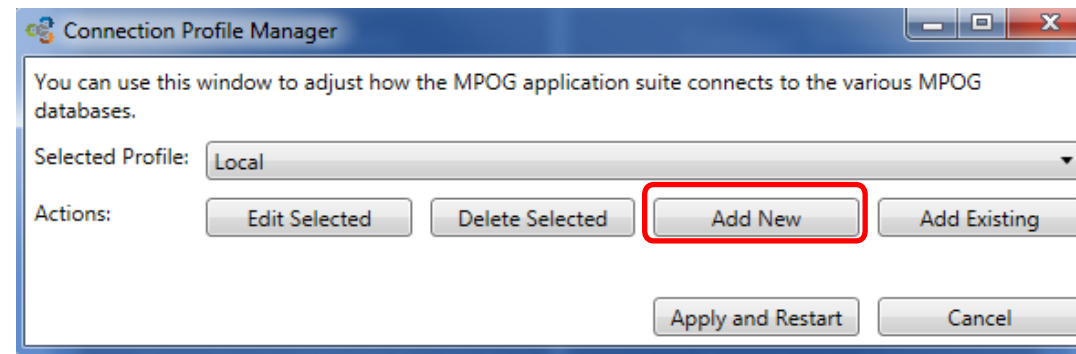 Connection Profile Manager
You can use this window to adjust how the MPOG application suite connects to the various MPOG
databases.
Selected Profile: Local
Actions: Edit Selected Delete Selected Add New Add Existing
Apply and Restart Cancel